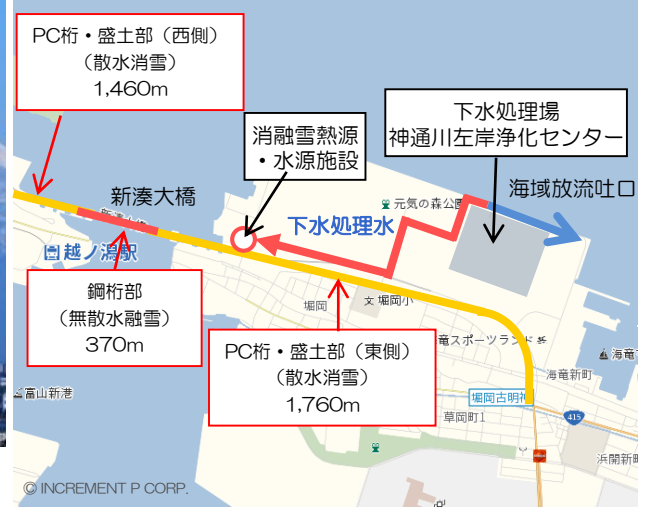 PC桁・盛土部（西側）
（散水消雪）
1,460m
下水処理場
神通川左岸浄化センター
消融雪熱源
・水源施設
新湊大橋
元気の森公園
海域放流吐口
下水処理水
越ノ潟駅
鋼桁部
（無散水融雪）
370m
堀岡
文 堀岡小
PC桁・盛土部（東側）
（散水消雪）
1,760m
竜スポーツランド
海竜
海竜新町
富山新港
堀岡古明神
草岡町1
415
浜開新町
© INCREMENT P CORP.